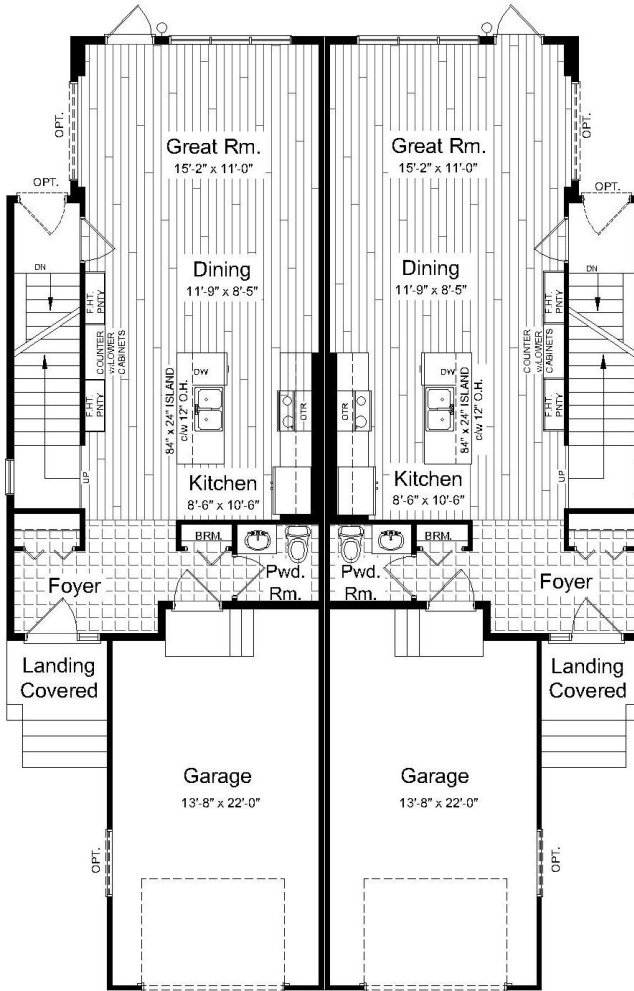 OPT.
OPT.
Great Rm.
15'-2" x 11'-0"
DN
F.HT.
PNTY
Dining
11'-9" x 8'-5"
COUNTER
w/LOWER
CABINETS
F.HT.
PNTY
DW
84" x 24" ISLAND
c/w 12" O.H.
OTR
UP
Kitchen
8'-6" x 10'-6"
BRM.
Foyer
Pwd.
Rm.
Landing
Covered
Garage
13'-8" x 22'-0"
OPT.
Great Rm.
15'-2" x 11'-0"
OPT.
OPT.
DN
Dining
11'-9" x 8'-5"
F.HT.
PNTY
COUNTER
w/LOWER
CABINETS
F.HT.
PNTY
DW
OTR
84" x 24" ISLAND
c/w 12" O.H.
UP
Kitchen
8'-6" x 10'-6"
BRM.
Pwd.
Rm.
Foyer
Landing
Covered
Garage
13'-8" x 22'-0"
OPT.